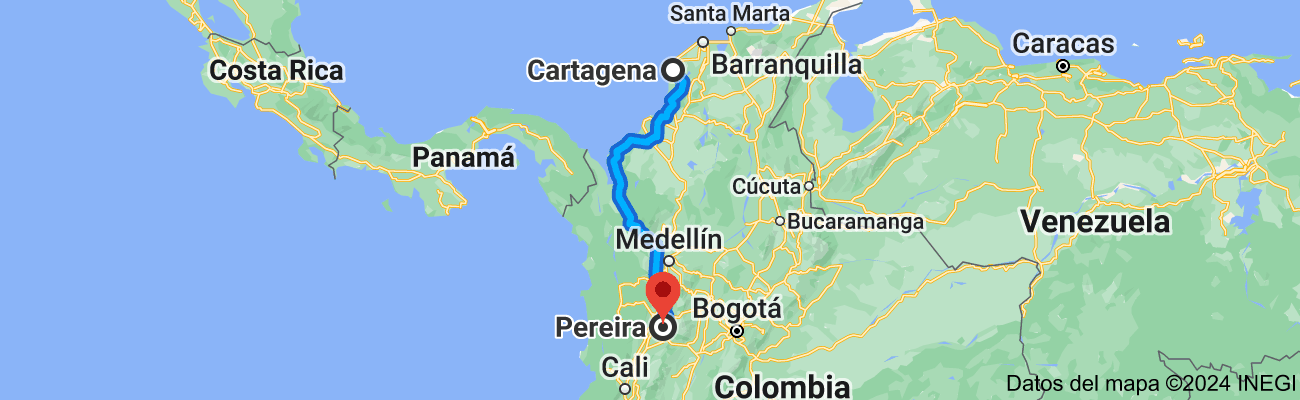 Santa Marta
Caracas
Costa Rica
Cartagena
Barranquilla
Panamá
Cúcuta
Bucaramanga
Venezuela
Medellín
Bogotá
Pereira
Cali
Colombia
Datos del mapa ©2024 INEGI